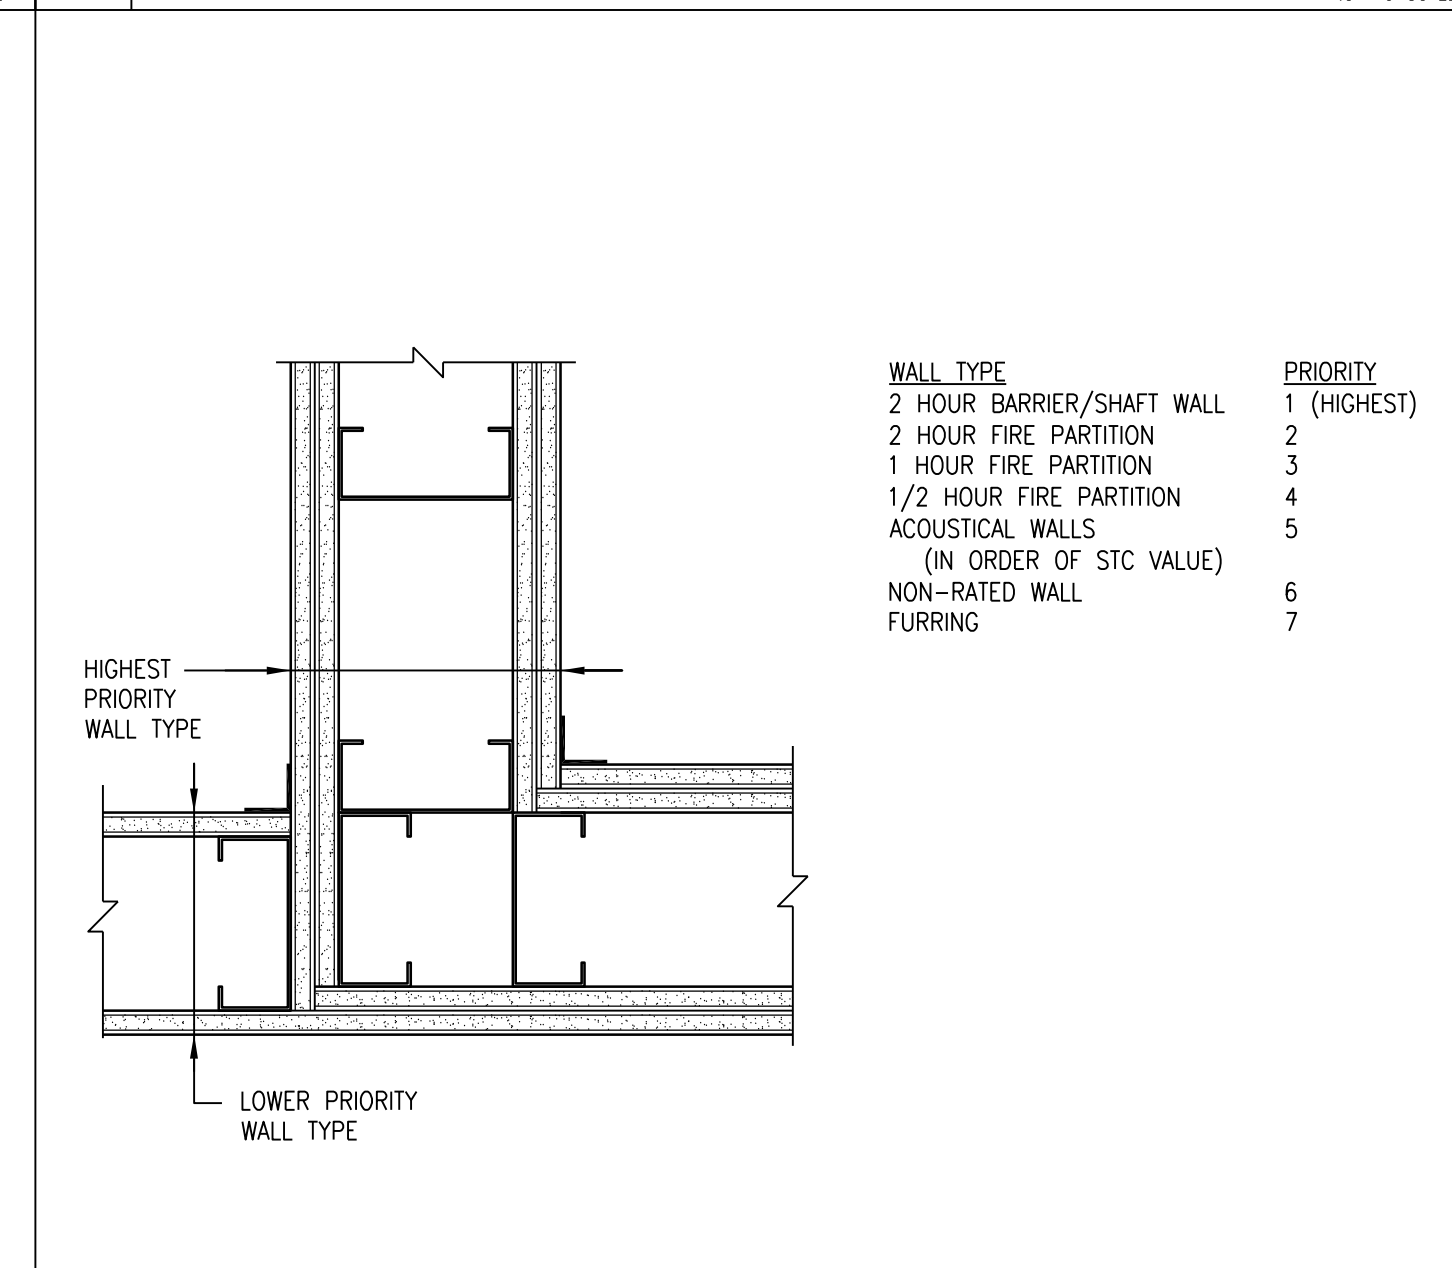 WALL TYPE PRIORITY
2 HOUR BARRIER/SHAFT WALL 1 (HIGHEST)
2 HOUR FIRE PARTITION 2
1 HOUR FIRE PARTITION 3
1/2 HOUR FIRE PARTITION 4
ACOUSTICAL WALLS 5
(IN ORDER OF STC VALUE)
NON-RATED WALL 6
FURRING 7
HIGHEST
PRIORITY
WALL TYPE
LOWER PRIORITY
WALL TYPE